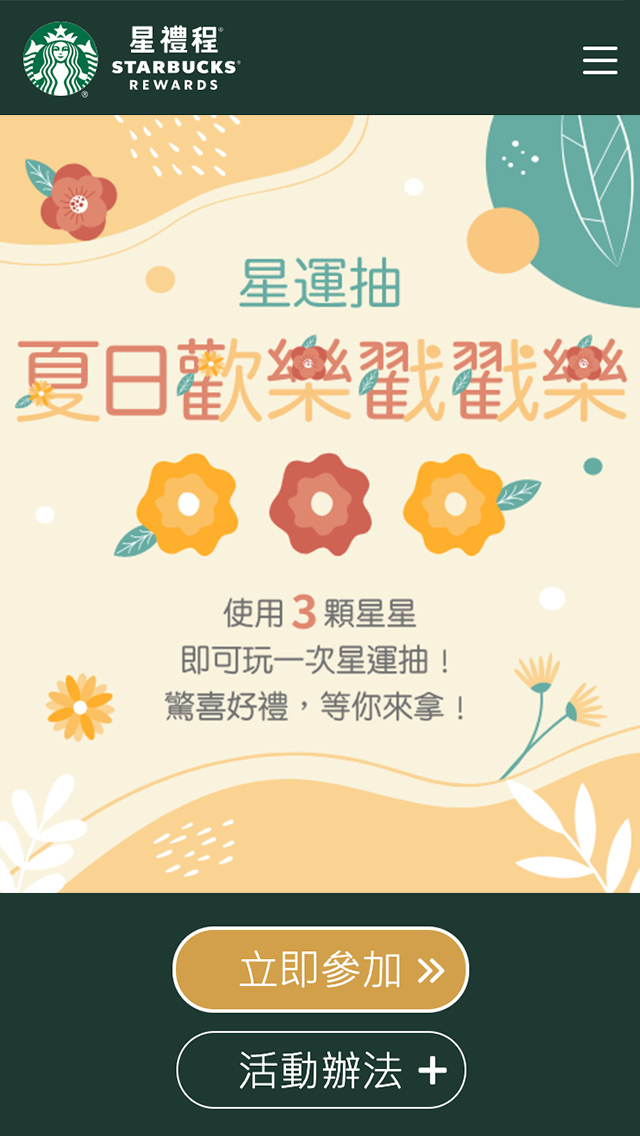 星禮程®
STARBUCKS®
REWARDS
®
星運抽
夏日歡樂戳戳樂
使用3顆星星
即可玩一次星運抽！
驚喜好禮，等你來拿！
立即參加 »
活動辦法 +